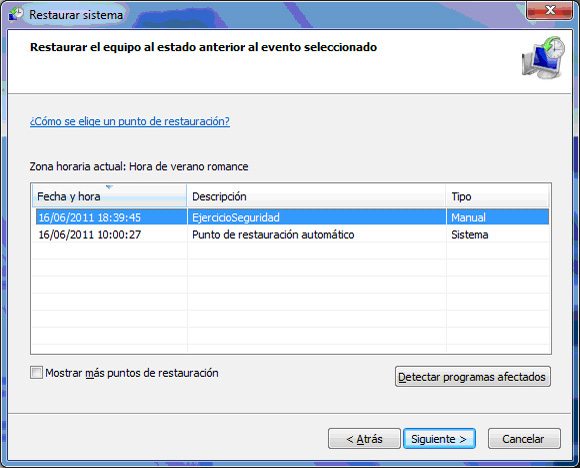 Restaurar sistema
Restaurar el equipo al estado anterior al evento seleccionado
¿Cómo se elige un punto de restauración?
Zona horaria actual: Hora de verano romance
Fecha y hora Descripción Tipo
16/06/2011 18:39:45 EjercicioSeguridad Manual
16/06/2011 10:00:27 Punto de restauración automático Sistema
Mostrar más puntos de restauración
Detectar programas afectados
< Atrás Siguiente > Cancelar